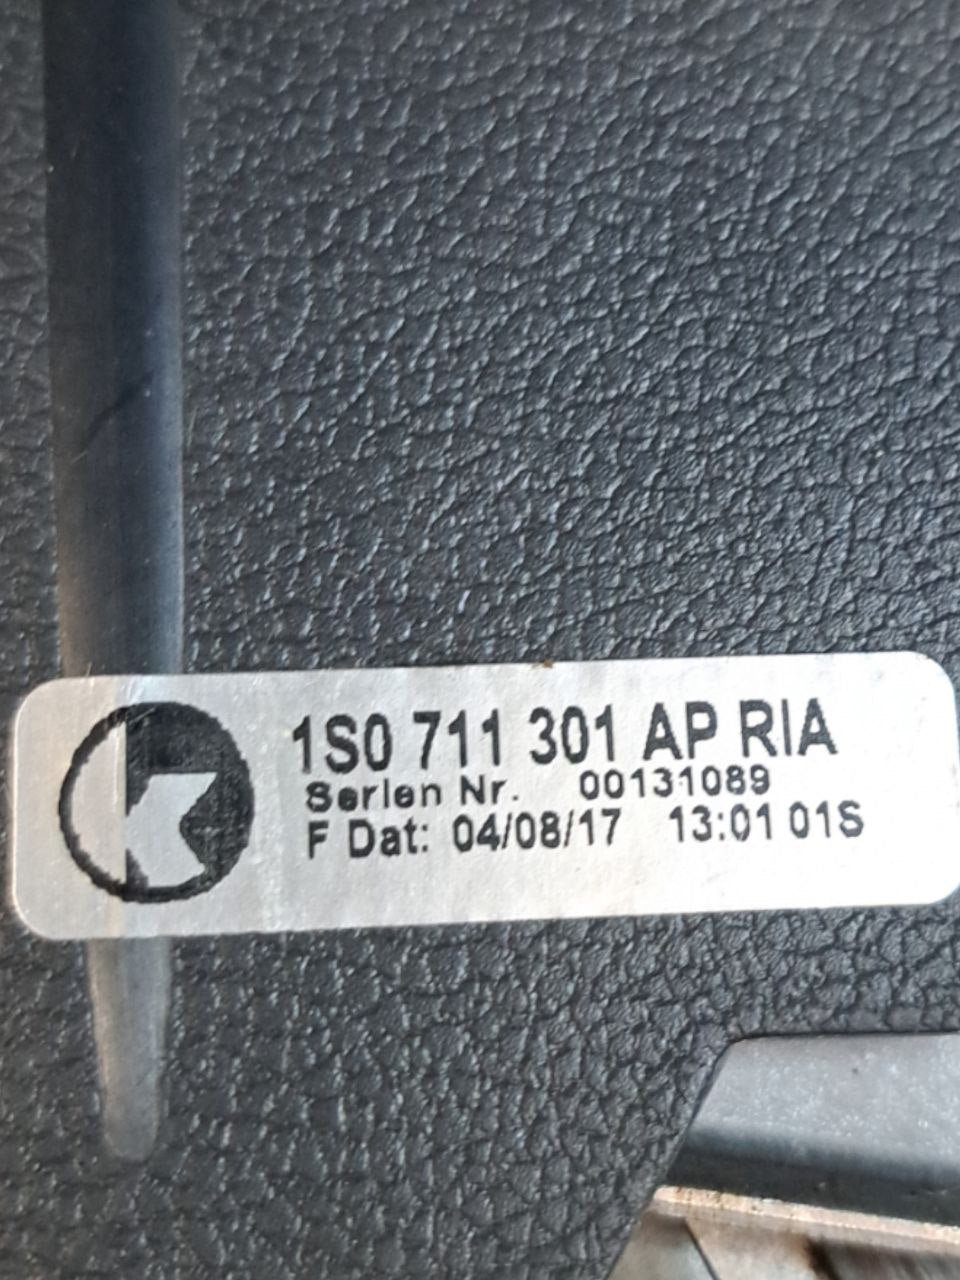 1S0 711 301 AP RIA
Serien Nr. 00131089
F Dat: 04/08/17 13:01 01S